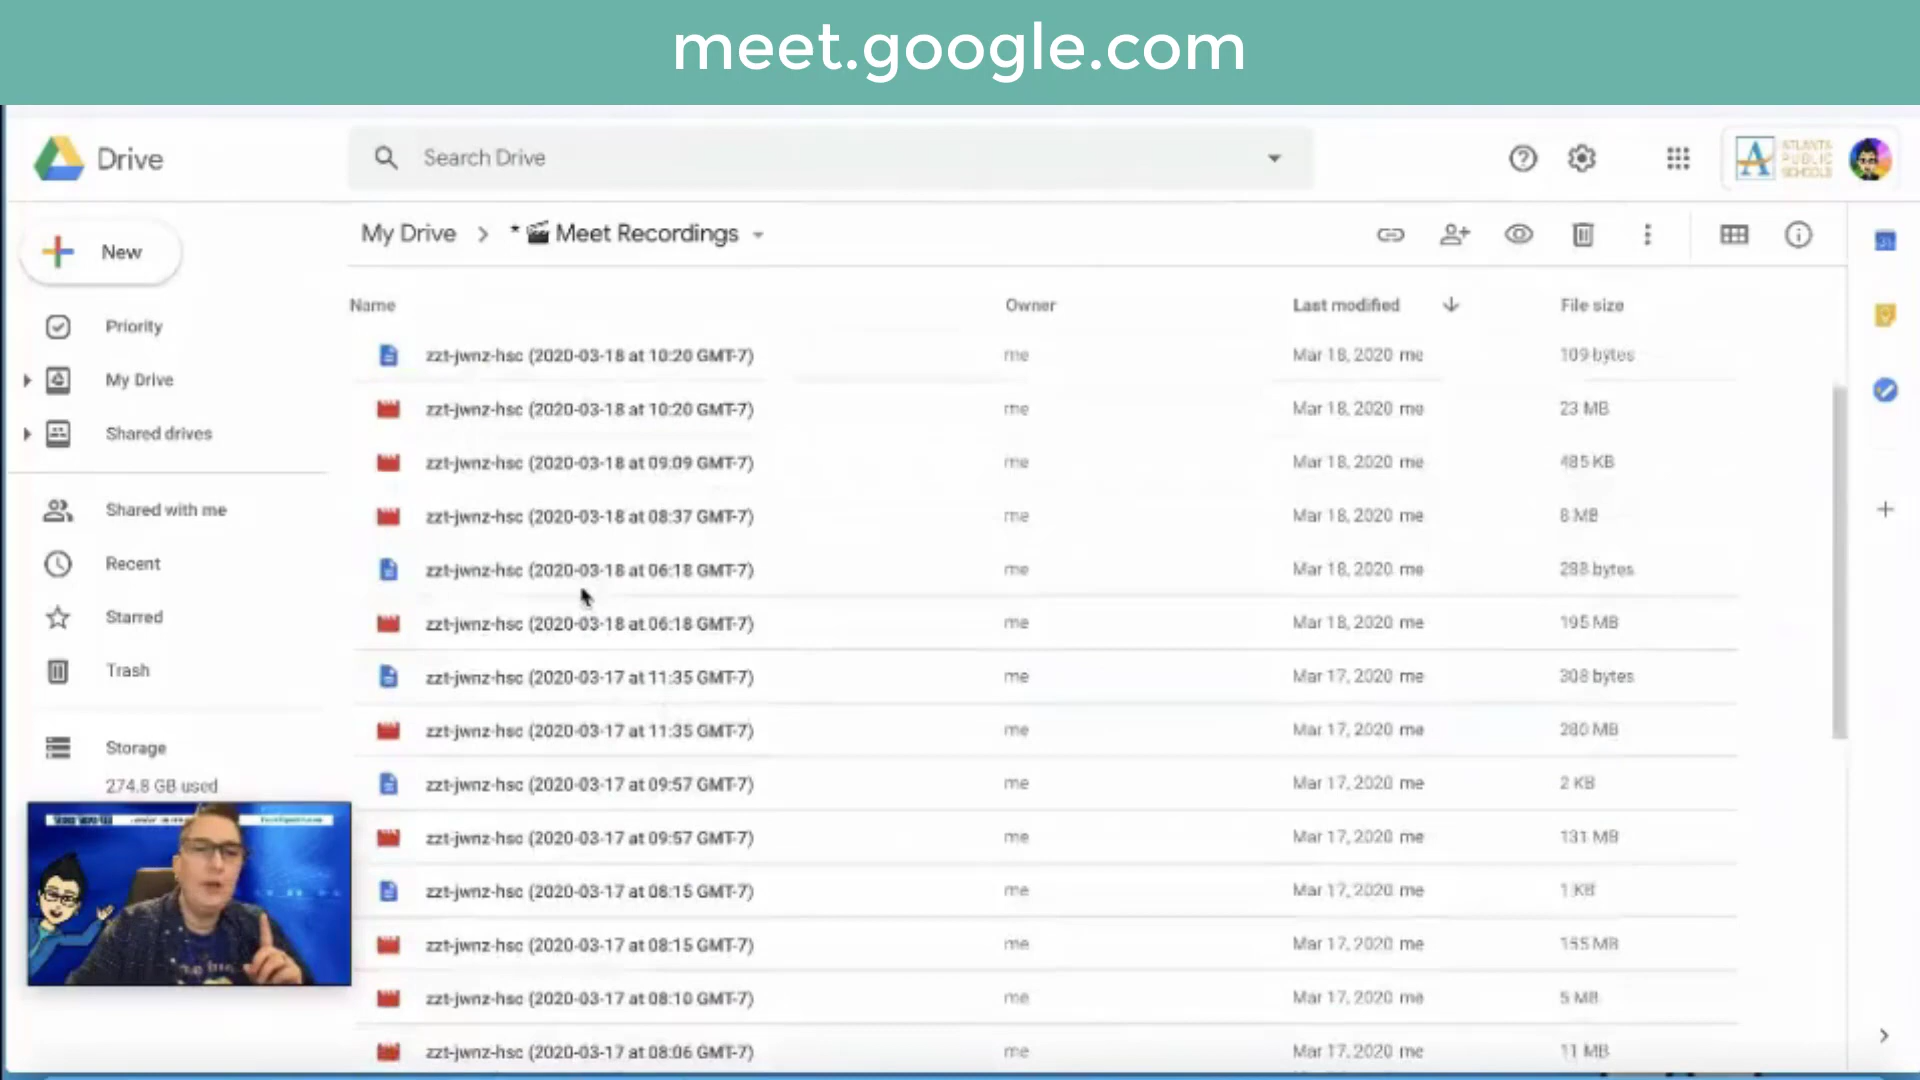 meet.google.com
Drive
Search Drive
ATLANTA
PUBLIC
SCHOOLS
New
My Drive > * Meet Recordings
Name Owner Last modified File size
Priority
My Drive
Shared drives
Shared with me
Recent
Starred
Trash
Storage
274.8 GB used
zzt-jwnz-hsc (2020-03-18 at 10:20 GMT-7) me Mar 18, 2020 me 109 bytes
zzt-jwnz-hsc (2020-03-18 at 10:20 GMT-7) me Mar 18, 2020 me 23 MB
zzt-jwnz-hsc (2020-03-18 at 09:09 GMT-7) me Mar 18, 2020 me 485 KB
zzt-jwnz-hsc (2020-03-18 at 08:37 GMT-7) me Mar 18, 2020 me 8 MB
zzt-jwnz-hsc (2020-03-18 at 06:18 GMT-7) me Mar 18, 2020 me 288 bytes
zzt-jwnz-hsc (2020-03-18 at 06:18 GMT-7) me Mar 18, 2020 me 195 MB
zzt-jwnz-hsc (2020-03-17 at 11:35 GMT-7) me Mar 17, 2020 me 308 bytes
zzt-jwnz-hsc (2020-03-17 at 11:35 GMT-7) me Mar 17, 2020 me 280 MB
zzt-jwnz-hsc (2020-03-17 at 09:57 GMT-7) me Mar 17, 2020 me 2 KB
zzt-jwnz-hsc (2020-03-17 at 09:57 GMT-7) me Mar 17, 2020 me 131 MB
zzt-jwnz-hsc (2020-03-17 at 08:15 GMT-7) me Mar 17, 2020 me 1 KB
zzt-jwnz-hsc (2020-03-17 at 08:15 GMT-7) me Mar 17, 2020 me 155 MB
zzt-jwnz-hsc (2020-03-17 at 08:10 GMT-7) me Mar 17, 2020 me 5 MB
zzt-jwnz-hsc (2020-03-17 at 08:06 GMT-7) me Mar 17, 2020 me 11 MB